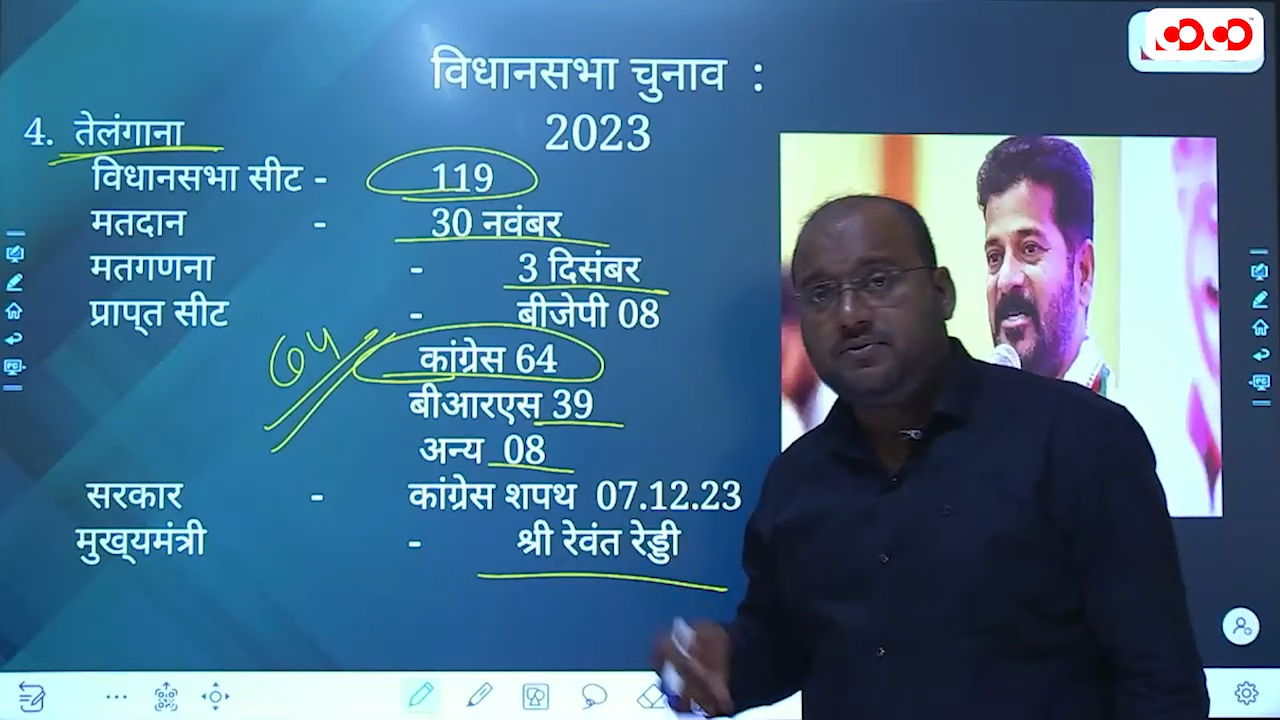 विधानसभा चुनाव :
2023
4. तेलंगाना
विधानसभा सीट - 119
मतदान - 30 नवंबर
मतगणना - 3 दिसंबर
प्राप्त सीट - बीजेपी 08
कांग्रेस 64
बीआरएस 39
अन्य 08
सरकार - कांग्रेस शपथ 07.12.23
मुख्यमंत्री - श्री रेवंत रेड्डी